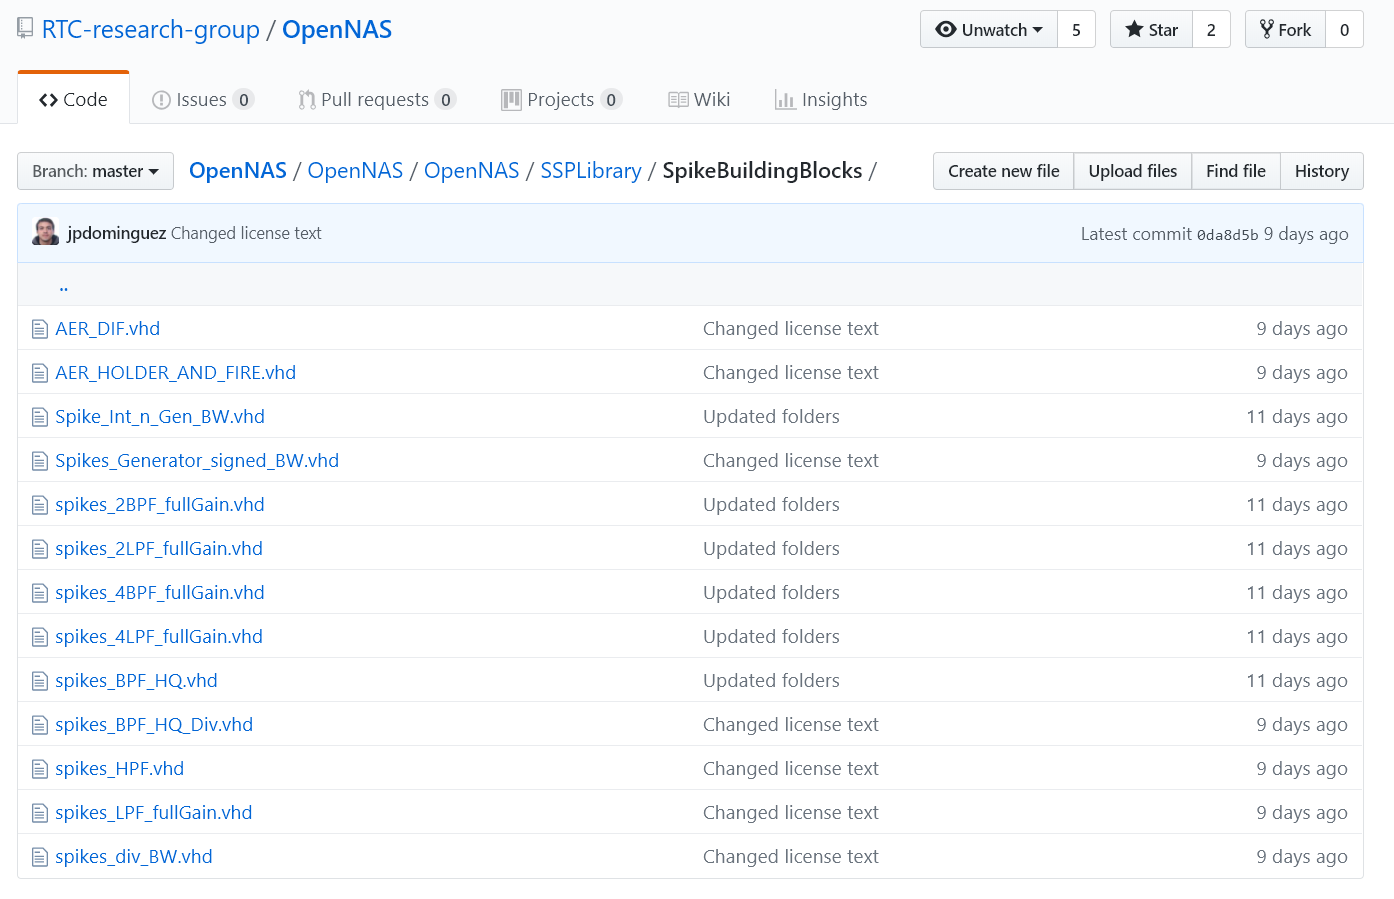 RTC-research-group / OpenNAS
Unwatch 5 Star 2 Fork 0
Code Issues 0 Pull requests 0 Projects 0 Wiki Insights
Branch: master OpenNAS / OpenNAS / OpenNAS / SSPLibrary / SpikeBuildingBlocks / Create new file Upload files Find file History
jpdominguez Changed license text Latest commit 0da8d5b 9 days ago
..
AER_DIF.vhd Changed license text 9 days ago
AER_HOLDER_AND_FIRE.vhd Changed license text 9 days ago
Spike_Int_n_Gen_BW.vhd Updated folders 11 days ago
Spikes_Generator_signed_BW.vhd Changed license text 9 days ago
spikes_2BPF_fullGain.vhd Updated folders 11 days ago
spikes_2LPF_fullGain.vhd Updated folders 11 days ago
spikes_4BPF_fullGain.vhd Updated folders 11 days ago
spikes_4LPF_fullGain.vhd Updated folders 11 days ago
spikes_BPF_HQ.vhd Updated folders 11 days ago
spikes_BPF_HQ_Div.vhd Changed license text 9 days ago
spikes_HPF.vhd Changed license text 9 days ago
spikes_LPF_fullGain.vhd Changed license text 9 days ago
spikes_div_BW.vhd Changed license text 9 days ago